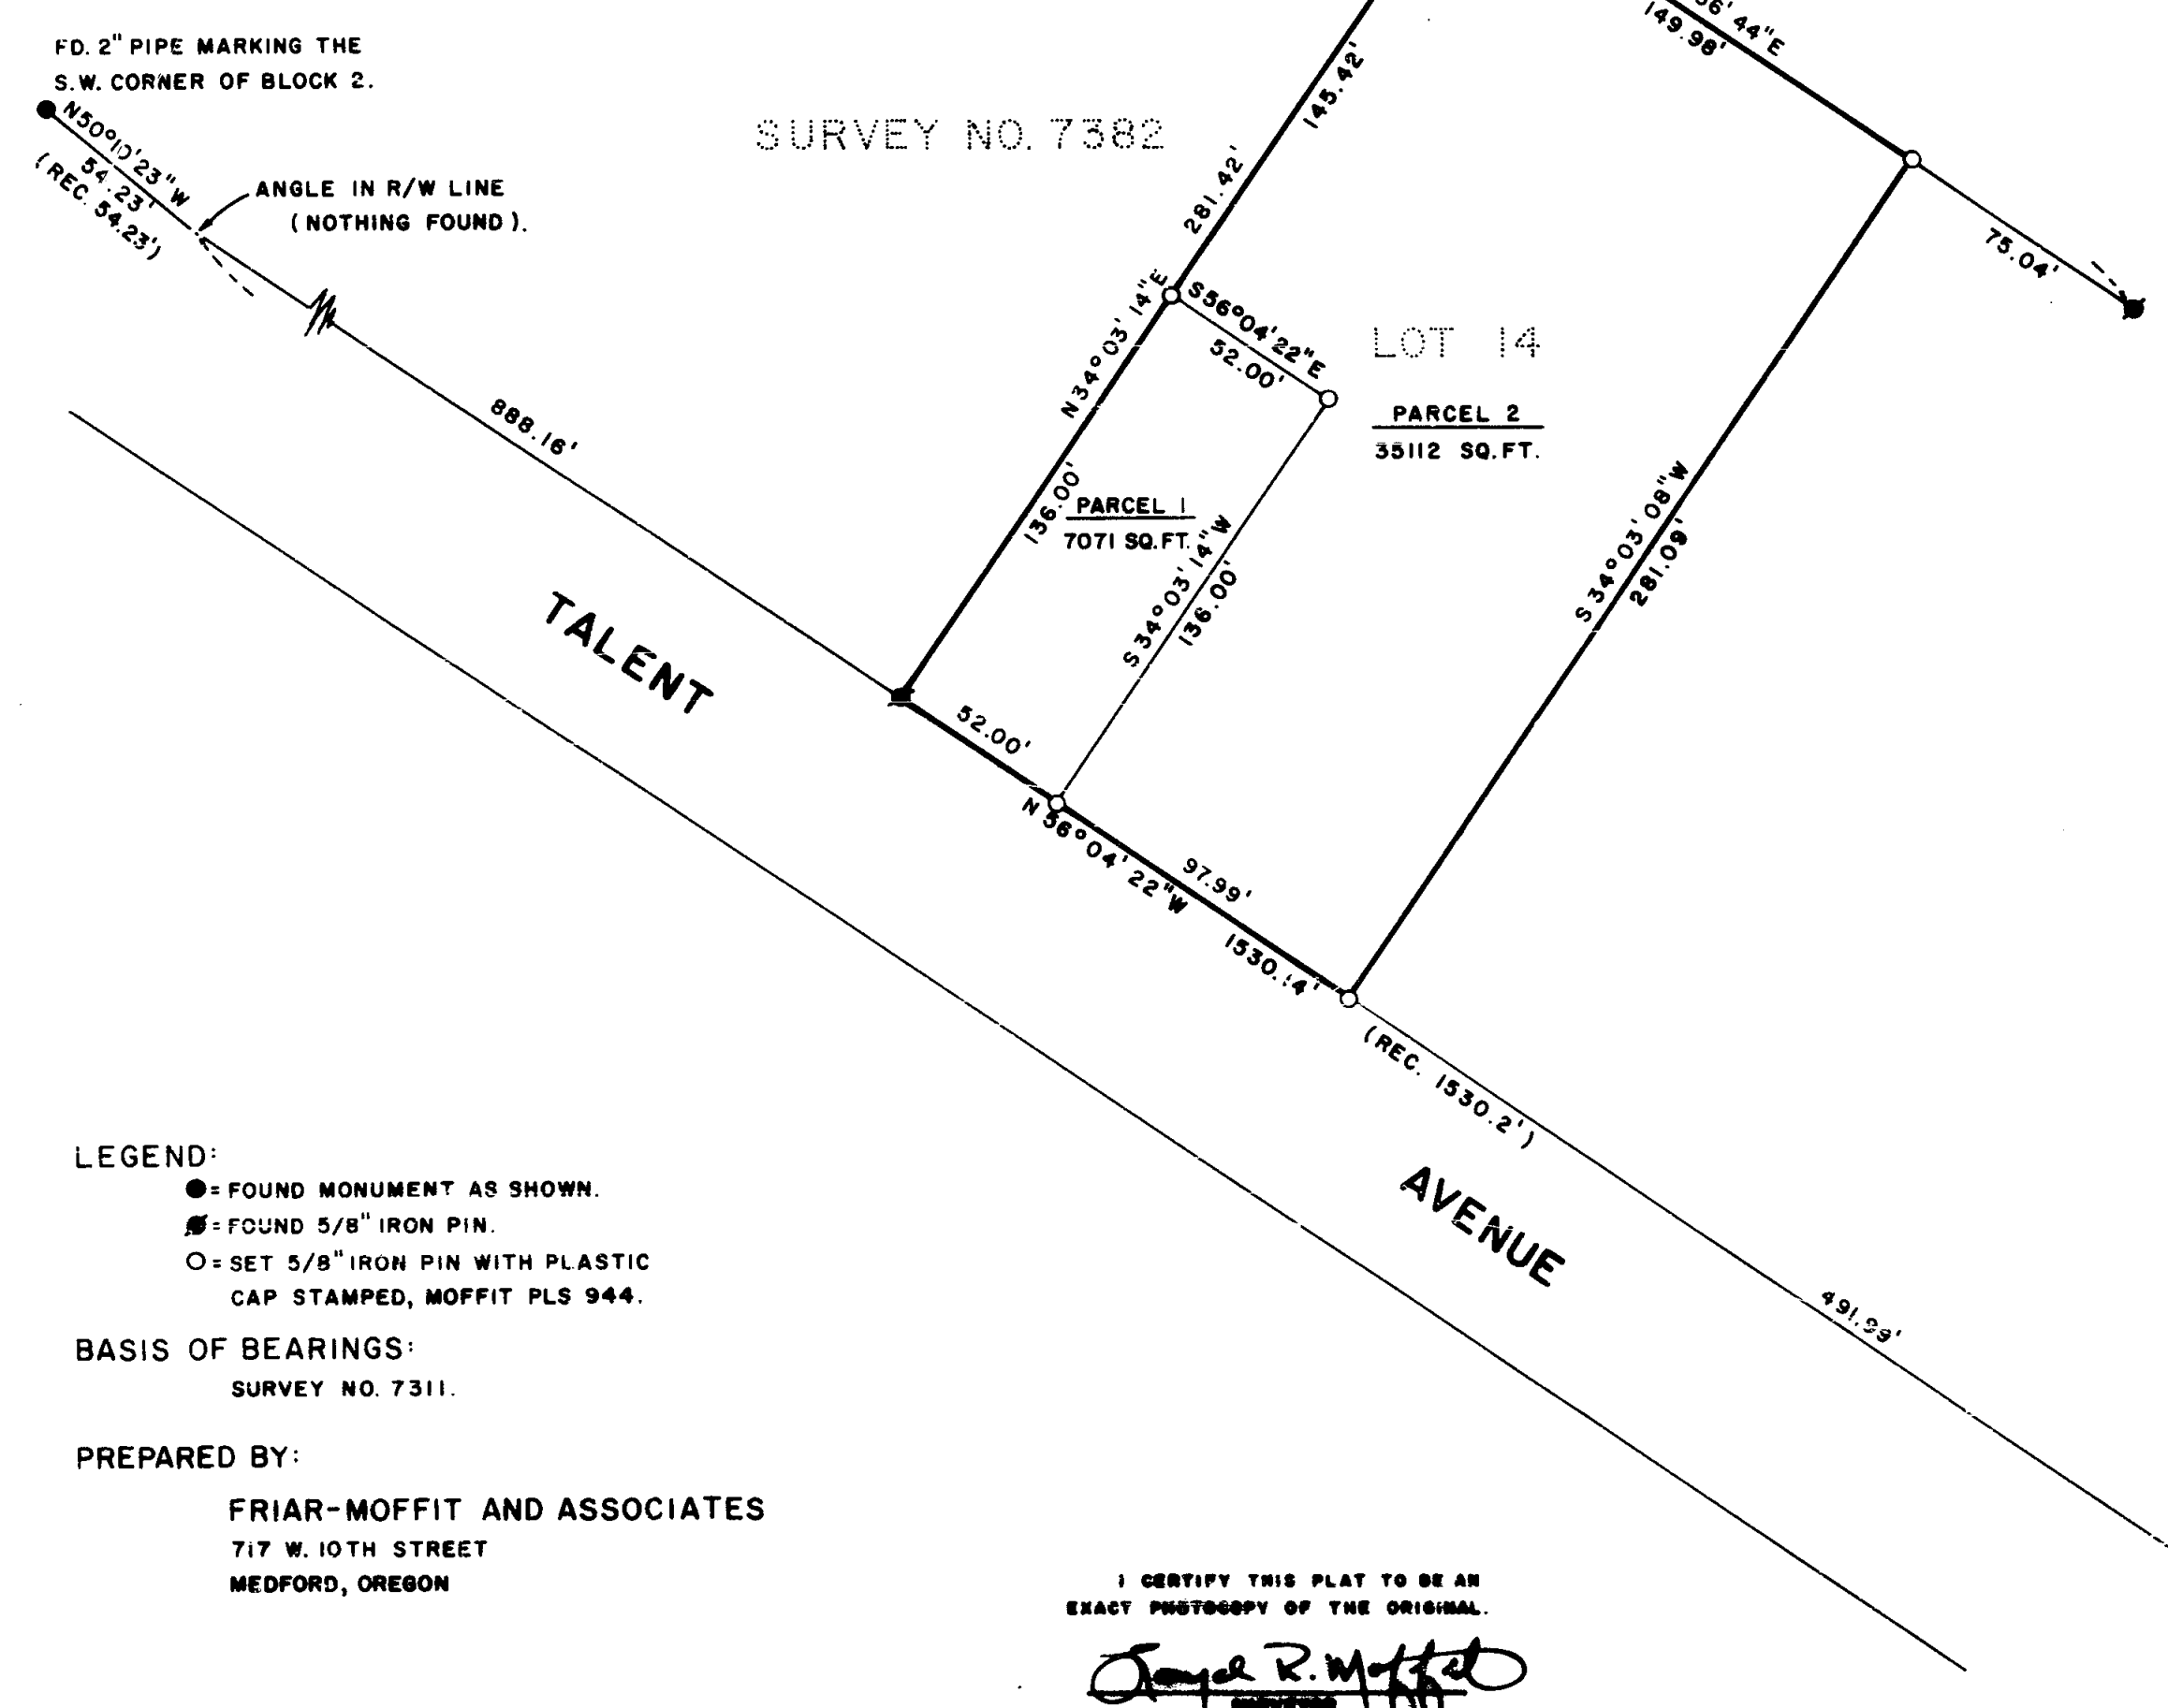 FD. 2" PIPE MARKING THE
S.W. CORNER OF BLOCK 2.
N50°10'23"W
54.23'
(REC. 54.23')
ANGLE IN R/W LINE
(NOTHING FOUND).
SURVEY NO. 7382
145.42'
281.42'
N34°03'14"E
136.00'
56'44"E
149.98'
75.04'
S56°04'22"E
52.00'
LOT 14
PARCEL 2
35112 SQ.FT.
PARCEL 1
7071 SQ.FT.
S34°03'14"W
136.00'
S34°03'08"W
281.09'
888.16'
TALENT
52.00'
N56°04'22"W
97.99'
1530.14'
(REC. 1530.2')
AVENUE
491.99'
LEGEND:
= FOUND MONUMENT AS SHOWN.
= FOUND 5/8" IRON PIN.
= SET 5/8" IRON PIN WITH PLASTIC
CAP STAMPED, MOFFIT PLS 944.
BASIS OF BEARINGS:
SURVEY NO. 7311.
PREPARED BY:
FRIAR-MOFFIT AND ASSOCIATES
717 W. 10TH STREET
MEDFORD, OREGON
I CERTIFY THIS PLAT TO BE AN
EXACT PHOTOCOPY OF THE ORIGINAL.
R. Moffit